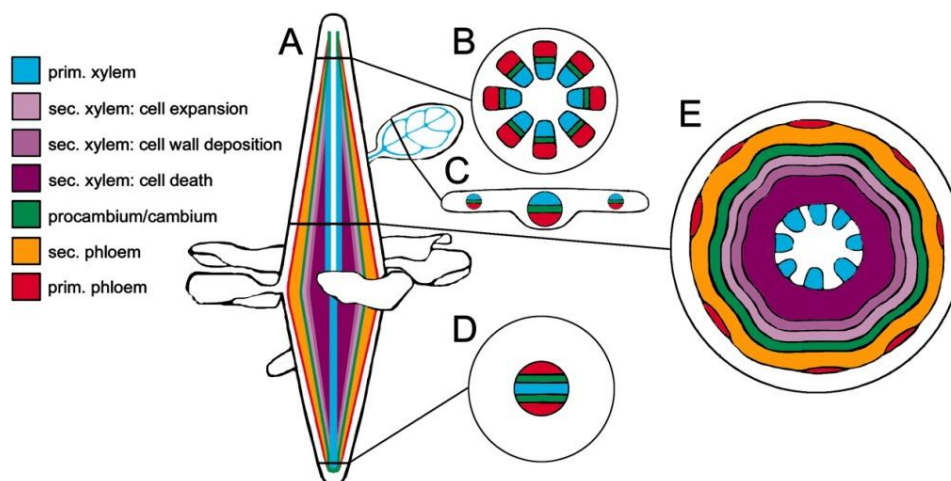 prim. xylem
sec. xylem: cell expansion
sec. xylem: cell wall deposition
sec. xylem: cell death
procambium/cambium
sec. phloem
prim. phloem
A
B
C
D
E